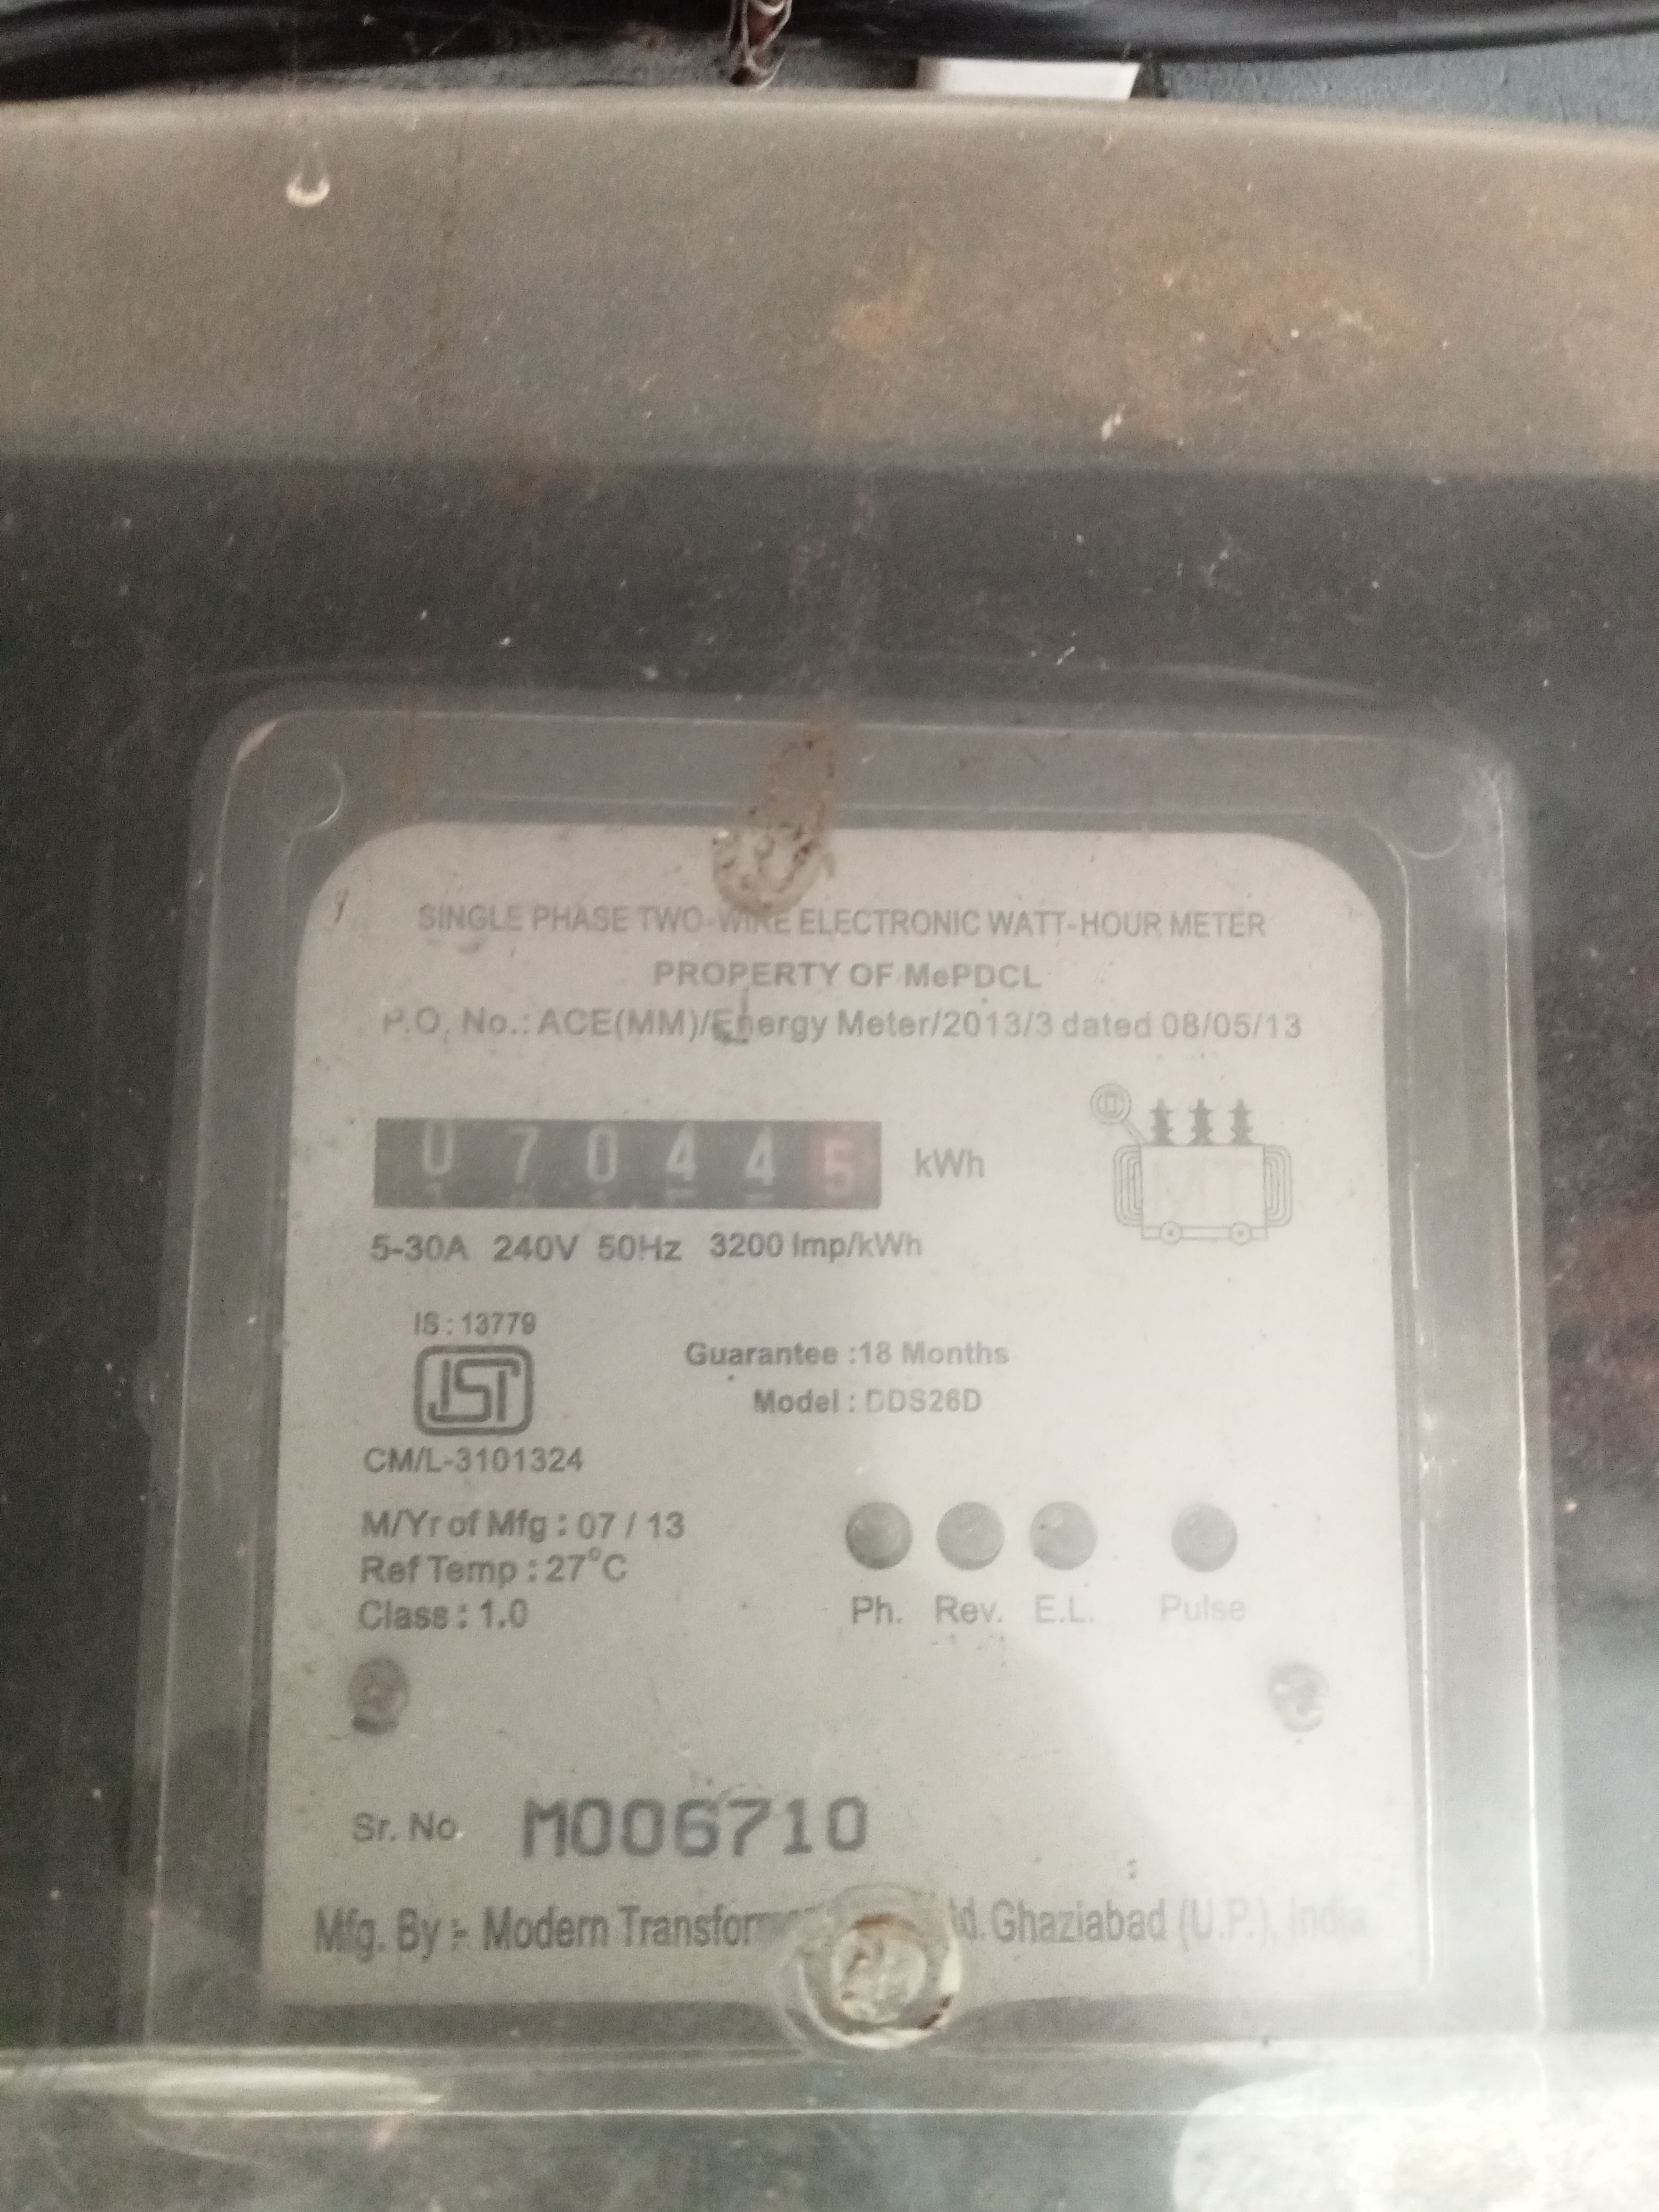 SINGLE PHASE TWO-WIRE ELECTRONIC WATT-HOUR METER
PROPERTY OF MePDCL
P.O. No.: ACE(MM)/Energy Meter/2013/3 dated 08/05/13
070445 kWh
MT
5-30A 240V 50Hz 3200 Imp/kWh
IS : 13779
ISI
CM/L-3101324
Guarantee :18 Months
Model : DDS26D
M/Yr of Mfg : 07 / 13
Ref Temp : 27°C
Class : 1.0
Ph. Rev. E.L. Pulse
Sr. No. M006710
Mfg. By :- Modern Ghaziabad (U.P.), India